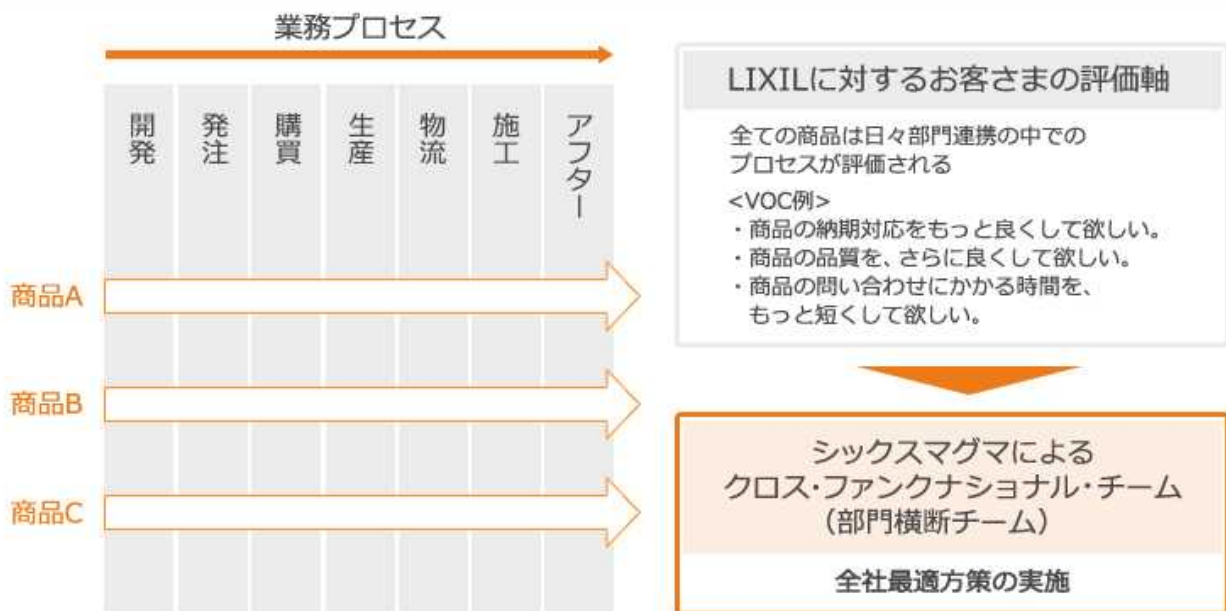 業務プロセス
開発
発注
購買
生産
物流
施工
アフター
商品A
商品B
商品C
LIXILに対するお客さまの評価軸
全ての商品は日々部門連携の中での
プロセスが評価される
<VOC例>
・商品の納期対応をもっと良くして欲しい。
・商品の品質を、さらに良くして欲しい。
・商品の問い合わせにかかる時間を、
もっと短くして欲しい。
シックスマグマによる
クロス・ファンクナショナル・チーム
（部門横断チーム）
全社最適方策の実施